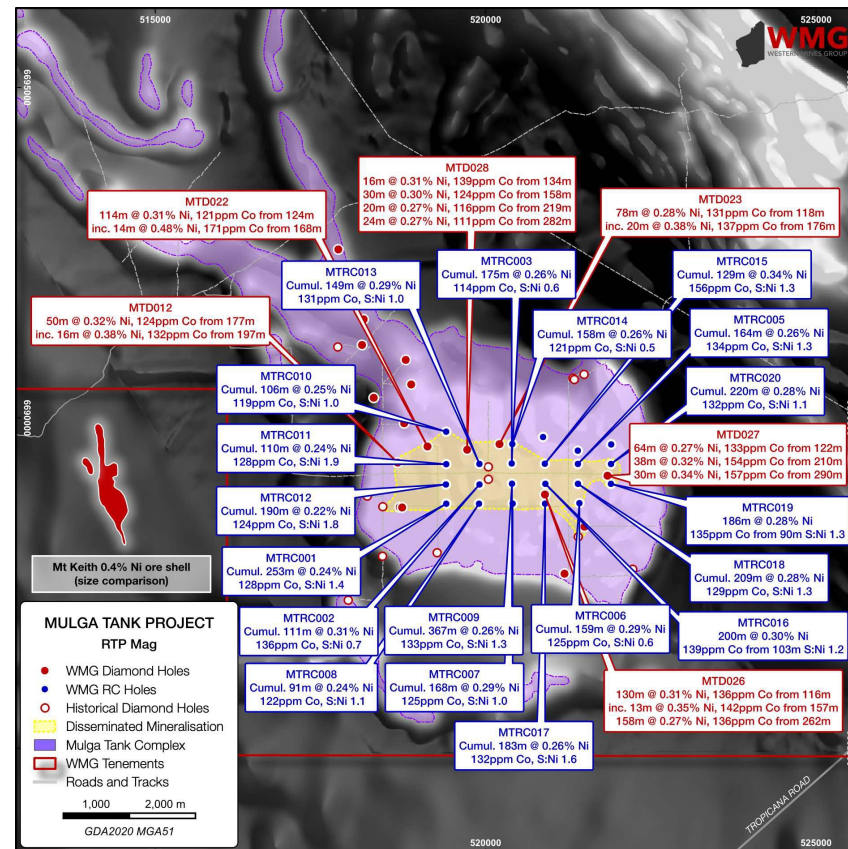 515000
520000
525000
WMG
WESTERN MINES GROUP
6995000
MTD028
16m @ 0.31% Ni, 139ppm Co from 134m
30m @ 0.30% Ni, 124ppm Co from 158m
20m @ 0.27% Ni, 116ppm Co from 219m
24m @ 0.27% Ni, 111ppm Co from 282m
MTD022
114m @ 0.31% Ni, 121ppm Co from 124m
inc. 14m @ 0.48% Ni, 171ppm Co from 168m
MTD023
78m @ 0.28% Ni, 131ppm Co from 118m
inc. 20m @ 0.38% Ni, 137ppm Co from 176m
MTRC013
Cumul. 149m @ 0.29% Ni
131ppm Co, S:Ni 1.0
MTRC003
Cumul. 175m @ 0.26% Ni
114ppm Co, S:Ni 0.6
MTRC015
Cumul. 129m @ 0.34% Ni
156ppm Co, S:Ni 1.3
MTD012
50m @ 0.32% Ni, 124ppm Co from 177m
inc. 16m @ 0.38% Ni, 132ppm Co from 197m
MTRC014
Cumul. 158m @ 0.26% Ni
121ppm Co, S:Ni 0.5
MTRC005
Cumul. 164m @ 0.26% Ni
134ppm Co, S:Ni 1.3
MTRC010
Cumul. 106m @ 0.25% Ni
119ppm Co, S:Ni 1.0
MTRC020
Cumul. 220m @ 0.28% Ni
132ppm Co, S:Ni 1.1
6990000
MTRC011
Cumul. 110m @ 0.24% Ni
128ppm Co, S:Ni 1.9
MTD027
64m @ 0.27% Ni, 133ppm Co from 122m
38m @ 0.32% Ni, 154ppm Co from 210m
30m @ 0.34% Ni, 157ppm Co from 290m
MTRC012
Cumul. 190m @ 0.22% Ni
124ppm Co, S:Ni 1.8
MTRC019
186m @ 0.28% Ni
135ppm Co from 90m S:Ni 1.3
MTRC001
Cumul. 253m @ 0.24% Ni
128ppm Co, S:Ni 1.4
MTRC018
Cumul. 209m @ 0.28% Ni
129ppm Co, S:Ni 1.3
Mt Keith 0.4% Ni ore shell
(size comparison)
MTRC002
Cumul. 111m @ 0.31% Ni
136ppm Co, S:Ni 0.7
MTRC009
Cumul. 367m @ 0.26% Ni
133ppm Co, S:Ni 1.3
MTRC006
Cumul. 159m @ 0.29% Ni
125ppm Co, S:Ni 0.6
MTRC016
200m @ 0.30% Ni
139ppm Co from 103m S:Ni 1.2
MTRC008
Cumul. 91m @ 0.24% Ni
122ppm Co, S:Ni 1.1
MTRC007
Cumul. 168m @ 0.29% Ni
125ppm Co, S:Ni 1.0
MTD026
130m @ 0.31% Ni, 136ppm Co from 116m
inc. 13m @ 0.35% Ni, 142ppm Co from 157m
158m @ 0.27% Ni, 136ppm Co from 262m
MTRC017
Cumul. 183m @ 0.26% Ni
132ppm Co, S:Ni 1.6
MULGA TANK PROJECT
RTP Mag
WMG Diamond Holes
WMG RC Holes
Historical Diamond Holes
Disseminated Mineralisation
Mulga Tank Complex
WMG Tenements
Roads and Tracks
1,000
2,000 m
GDA2020 MGA51
TROPICANA ROAD
520000
525000